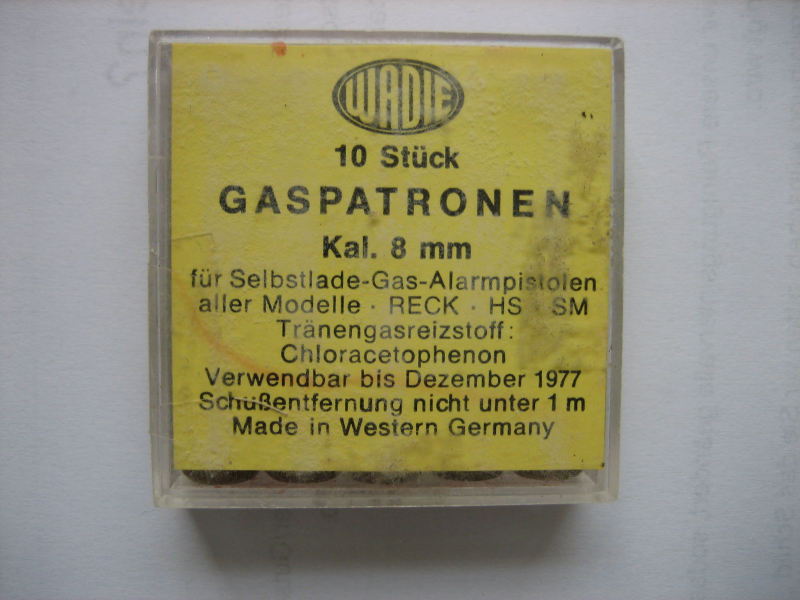 WADIE
10 Stück
GASPATRONEN
Kal. 8 mm
für Selbstlade-Gas-Alarmpistolen
aller Modelle · RECK · HS · SM
Tränengasreizstoff:
Chloracetophenon
Verwendbar bis Dezember 1977
Schußentfernung nicht unter 1 m
Made in Western Germany